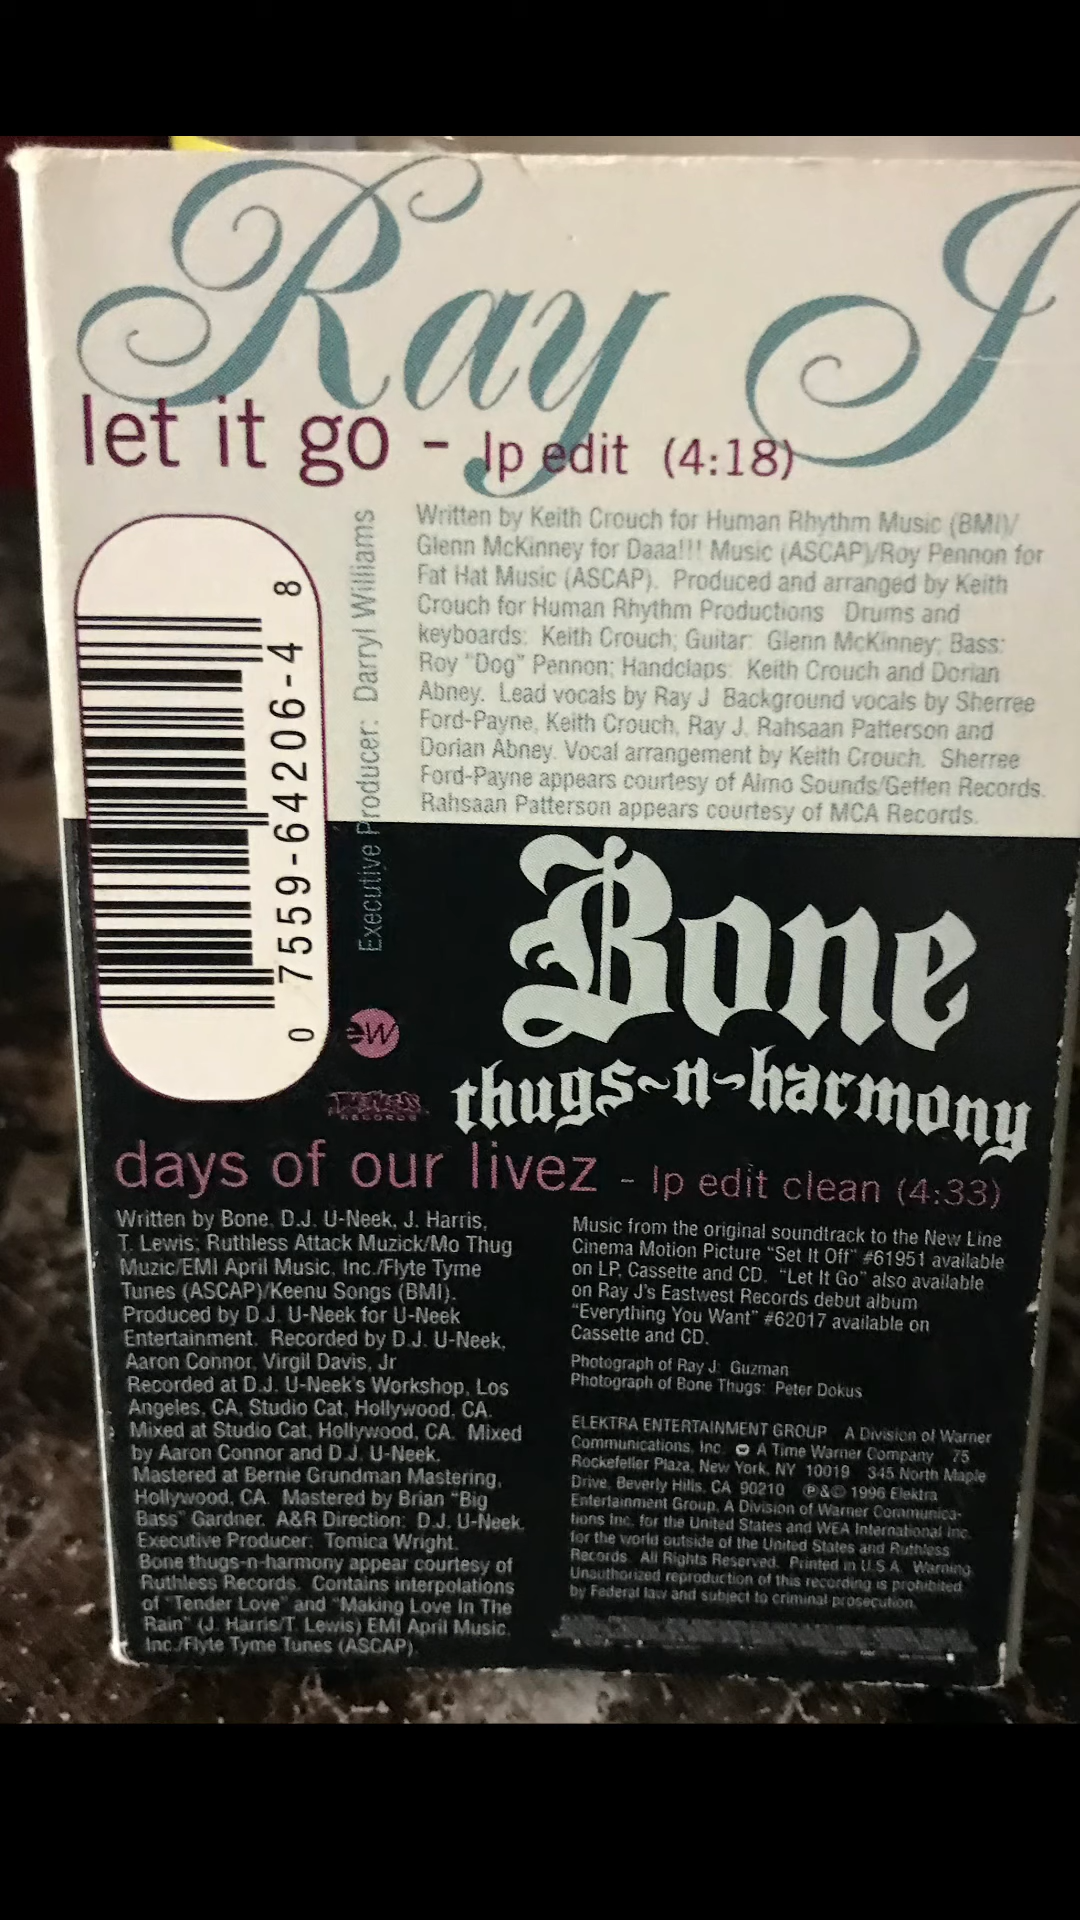 Ray J
let it go - lp edit (4:18)
Written by Keith Crouch for Human Rhythm Music (BMI)/
Glenn McKinney for Daaa!!! Music (ASCAP)/Roy Pennon for
Fat Hat Music (ASCAP). Produced and arranged by Keith
Crouch for Human Rhythm Productions Drums and
keyboards: Keith Crouch; Guitar: Glenn McKinney; Bass:
Roy "Dog" Pennon; Handclaps: Keith Crouch and Dorian
Abney. Lead vocals by Ray J Background vocals by Sherree
Ford-Payne, Keith Crouch, Ray J, Rahsaan Patterson and
Dorian Abney. Vocal arrangement by Keith Crouch. Sherree
Ford-Payne appears courtesy of Almo Sounds/Geffen Records.
Rahsaan Patterson appears courtesy of MCA Records.
Executive Producer: Darryl Williams
0 7559-64206-4 8
ew
RUTHLESS
RECORDS
Bone
thugs~n~harmony
days of our livez - lp edit clean (4:33)
Written by Bone, D.J. U-Neek, J. Harris,
T. Lewis; Ruthless Attack Muzick/Mo Thug
Muzic/EMI April Music, Inc./Flyte Tyme
Tunes (ASCAP)/Keenu Songs (BMI).
Produced by D.J. U-Neek for U-Neek
Entertainment. Recorded by D.J. U-Neek,
Aaron Connor, Virgil Davis, Jr
Recorded at D.J. U-Neek's Workshop, Los
Angeles, CA, Studio Cat, Hollywood, CA.
Mixed at Studio Cat, Hollywood, CA. Mixed
by Aaron Connor and D.J. U-Neek.
Mastered at Bernie Grundman Mastering,
Hollywood, CA. Mastered by Brian "Big
Bass" Gardner. A&R Direction: D.J. U-Neek.
Executive Producer: Tomica Wright.
Bone thugs-n-harmony appear courtesy of
Ruthless Records. Contains interpolations
of "Tender Love" and "Making Love In The
Rain" (J. Harris/T. Lewis) EMI April Music.
Inc./Flyte Tyme Tunes (ASCAP).
Music from the original soundtrack to the New Line
Cinema Motion Picture "Set It Off" #61951 available
on LP, Cassette and CD. "Let It Go" also available
on Ray J's Eastwest Records debut album
"Everything You Want" #62017 available on
Cassette and CD.
Photograph of Ray J: Guzman
Photograph of Bone Thugs: Peter Dokus
ELEKTRA ENTERTAINMENT GROUP A Division of Warner
Communications, Inc. A Time Warner Company 75
Rockefeller Plaza, New York, NY 10019 345 North Maple
Drive, Beverly Hills, CA 90210 ℗&© 1996 Elektra
Entertainment Group, A Division of Warner Communica-
tions Inc. for the United States and WEA International Inc.
for the world outside of the United States and Ruthless
Records. All Rights Reserved. Printed in U.S.A. Warning
Unauthorized reproduction of this recording is prohibited
by Federal law and subject to criminal prosecution.